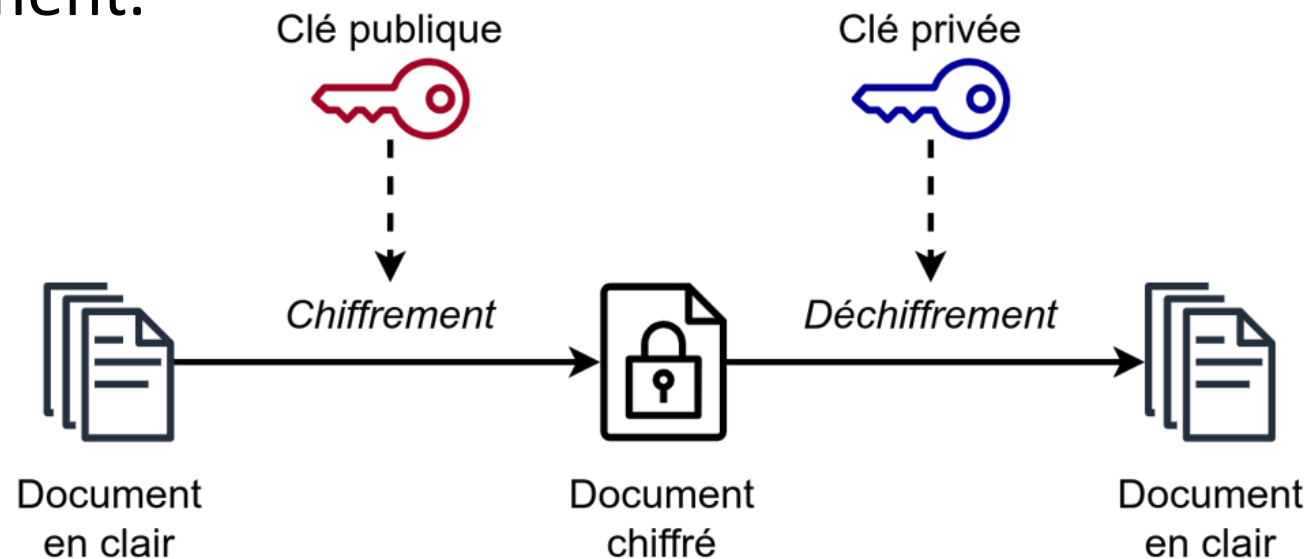 Clé publique
Clé privée
Chiffrement
Déchiffrement
Document
en clair
Document
chiffré
Document
en clair